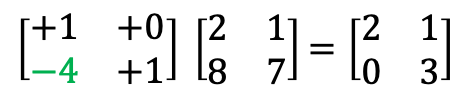 [+1 +0] [2 1] = [2 1]
[−4 +1] [8 7] [0 3]